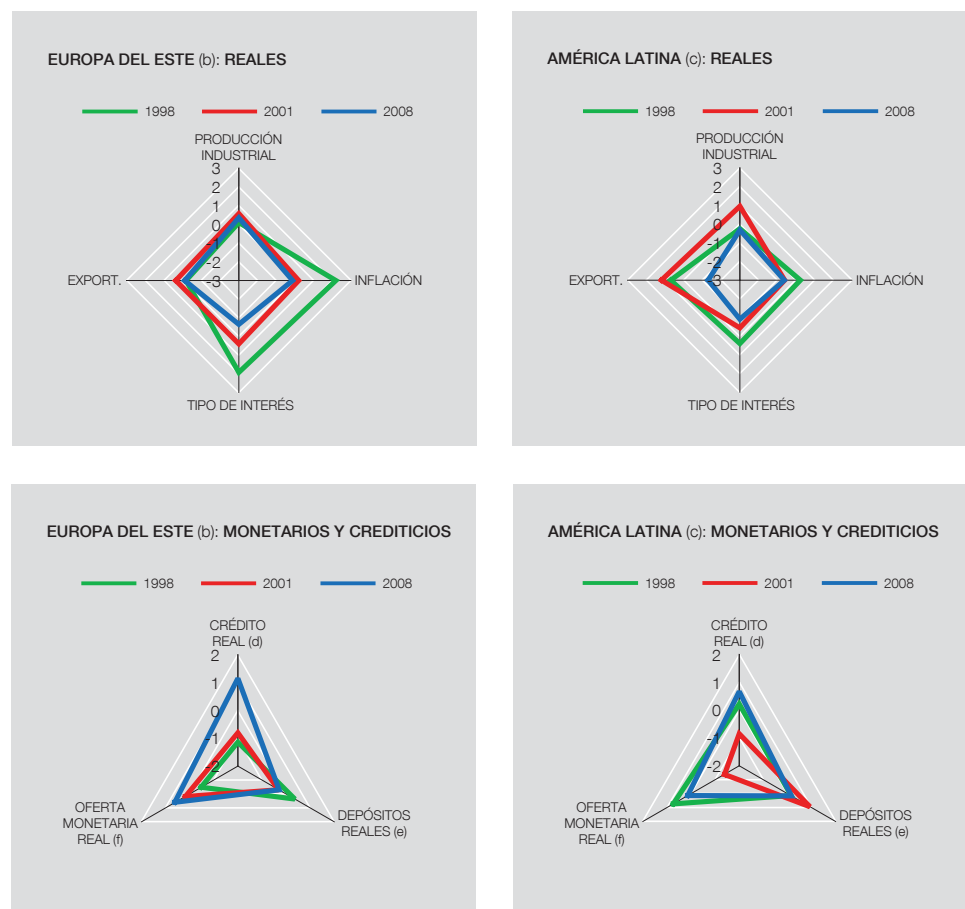 EUROPA DEL ESTE (b): REALES
1998 2001 2008
PRODUCCIÓN
INDUSTRIAL
3
2
1
0
-1
-2
-3
EXPORT.
INFLACIÓN
TIPO DE INTERÉS
AMÉRICA LATINA (c): REALES
1998 2001 2008
PRODUCCIÓN
INDUSTRIAL
3
2
1
0
-1
-2
-3
EXPORT.
INFLACIÓN
TIPO DE INTERÉS
EUROPA DEL ESTE (b): MONETARIOS Y CREDITICIOS
1998 2001 2008
CRÉDITO
REAL (d)
2
1
0
-1
-2
OFERTA
MONETARIA
REAL (f)
DEPÓSITOS
REALES (e)
AMÉRICA LATINA (c): MONETARIOS Y CREDITICIOS
1998 2001 2008
CRÉDITO
REAL (d)
2
1
0
-1
-2
OFERTA
MONETARIA
REAL (f)
DEPÓSITOS
REALES (e)